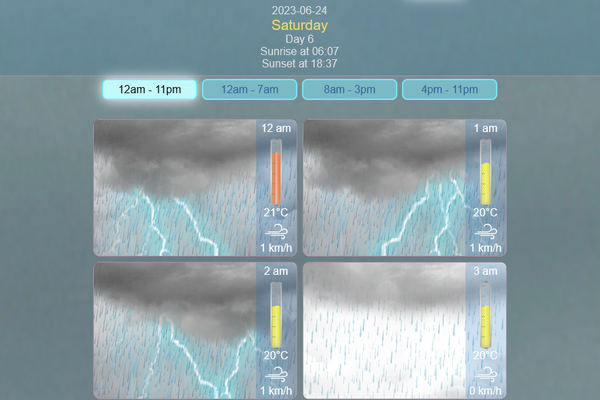 2023-06-24
Saturday
Day 6
Sunrise at 06:07
Sunset at 18:37
12am - 11pm
12am - 7am
8am - 3pm
4pm - 11pm
12 am
21°C
1 km/h
1 am
20°C
1 km/h
2 am
20°C
1 km/h
3 am
20°C
0 km/h